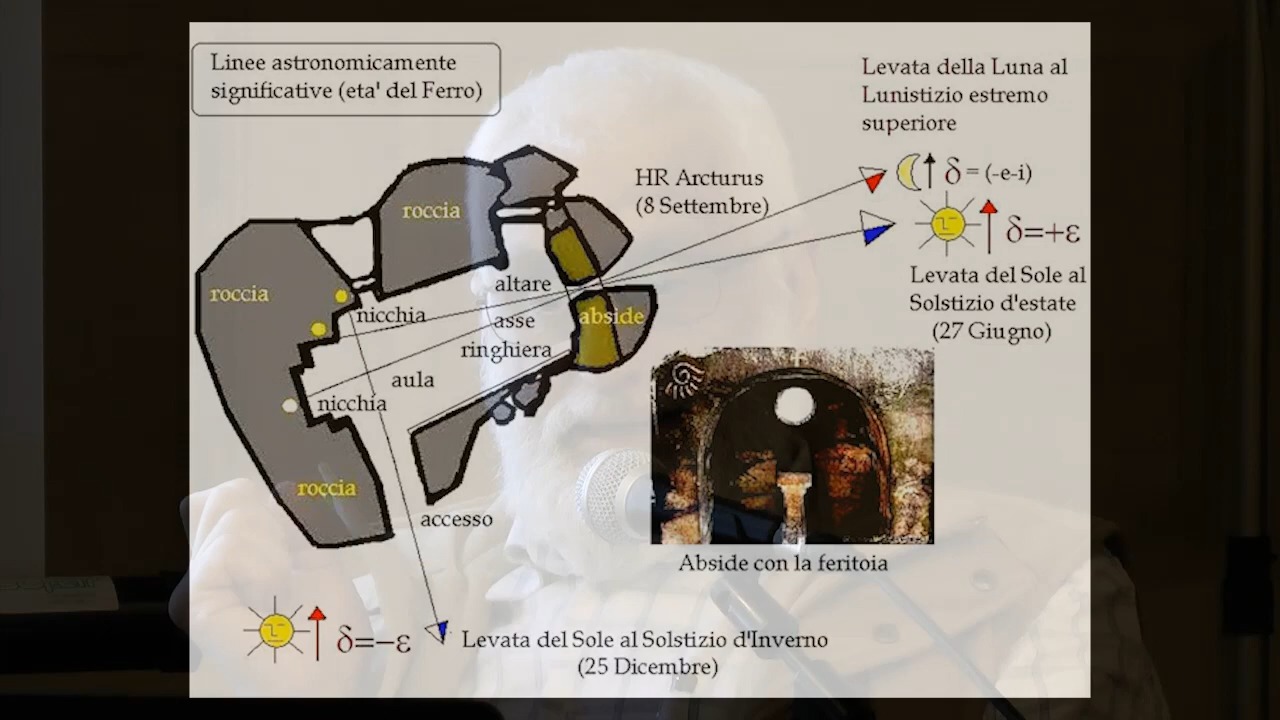 Linee astronomicamente
significative (eta' del Ferro)
Levata della Luna al
Lunistizio estremo
superiore
HR Arcturus
(8 Settembre)
δ = (-e-i)
δ=+ε
Levata del Sole al
Solstizio d'estate
(27 Giugno)
roccia
roccia
altare
nicchia
asse
abside
ringhiera
aula
nicchia
roccia
accesso
Abside con la feritoia
δ=−ε
Levata del Sole al Solstizio d'Inverno
(25 Dicembre)